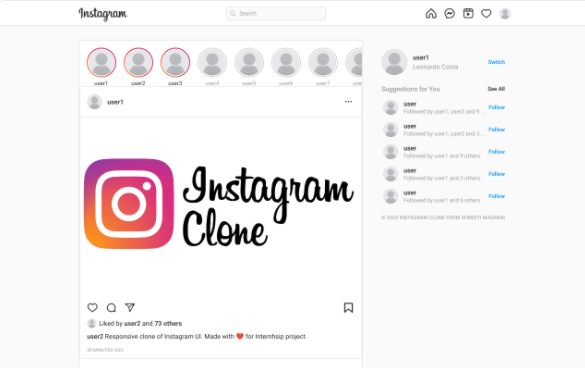 Instagram
Search
user1
user2
user3
user4
user5
user6
user7
user8
user1
Instagram
Clone
Liked by user2 and 73 others
user2 Responsive clone of Instagram UI. Made with ❤️ for Internhsip project.
30 MINUTES AGO
user1
Leonardo Costa
Switch
Suggestions for You
See All
user
Followed by user1, user2 and 9 ...
Follow
user
Followed by user1, user2 and 3 ...
Follow
user
Followed by user1 and 9 others
Follow
user
Followed by user1 and 3 others
Follow
user
Followed by user1 and 6 others
Follow
© 2022 INSTAGRAM CLONE FROM SHRISTI